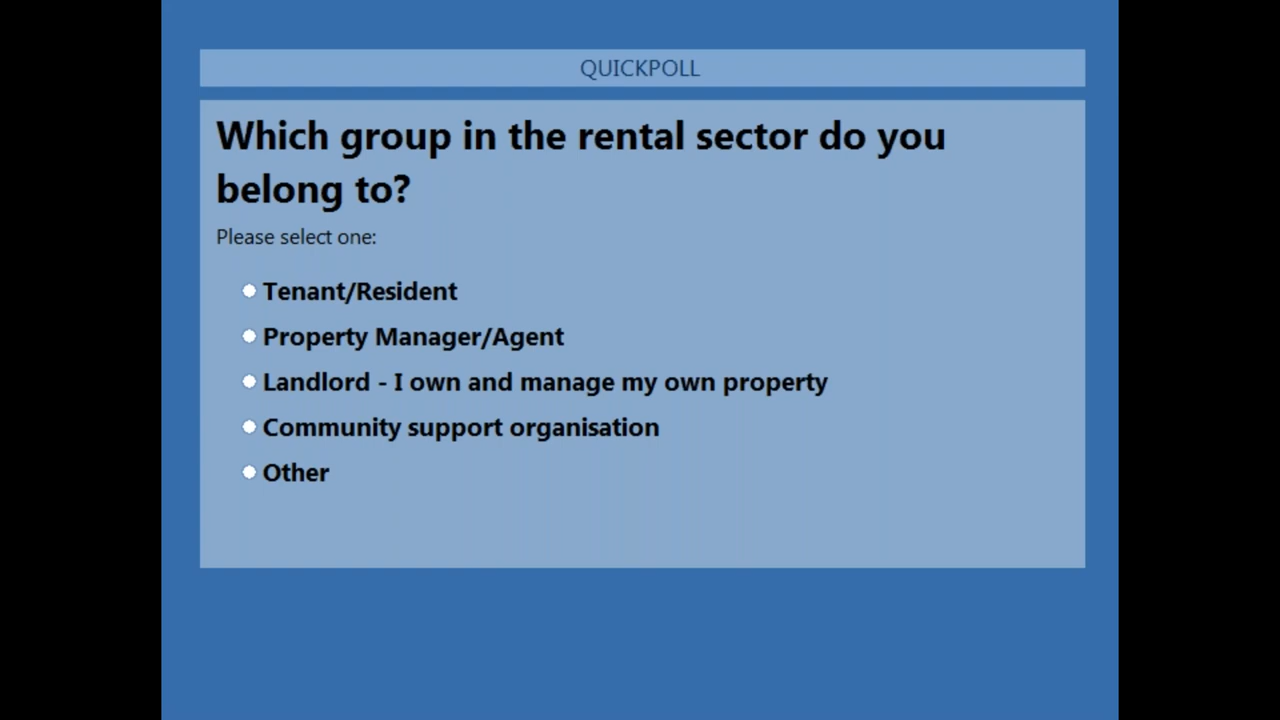 QUICKPOLL
Which group in the rental sector do you
belong to?
Please select one:
Tenant/Resident
Property Manager/Agent
Landlord - I own and manage my own property
Community support organisation
Other